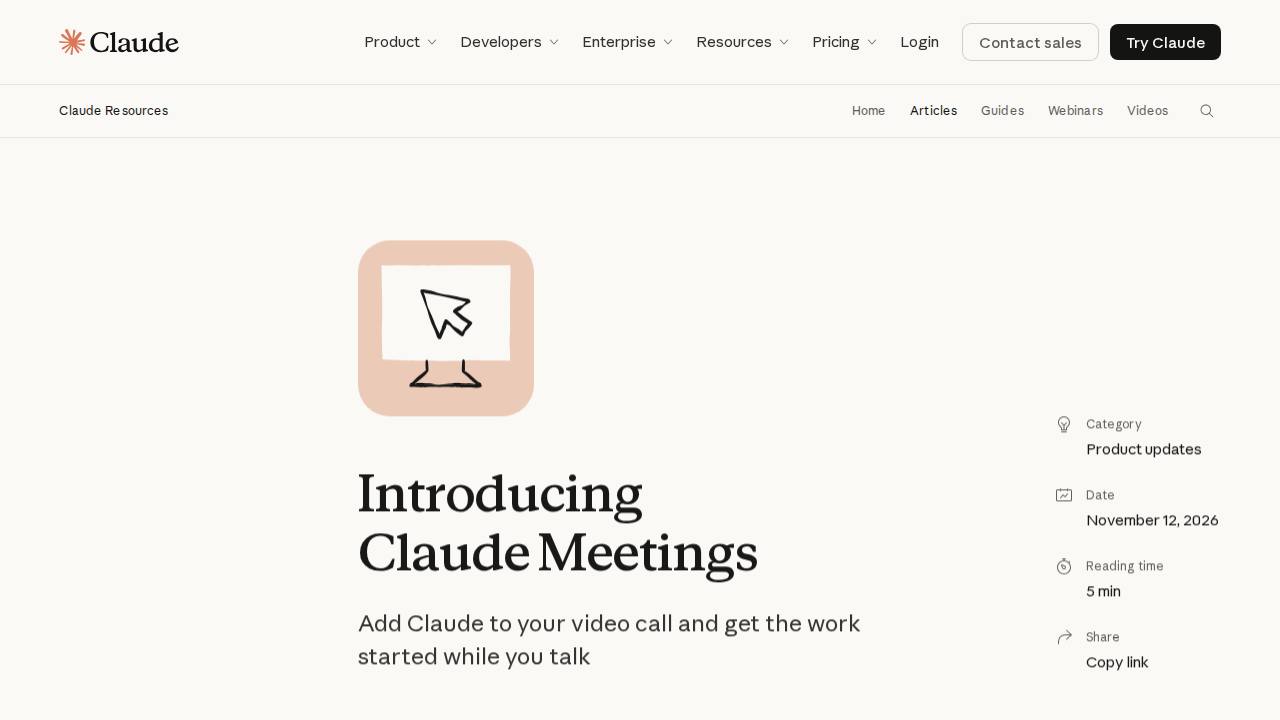 Claude
Product
Developers
Enterprise
Resources
Pricing
Login
Contact sales
Try Claude
Claude Resources
Home
Articles
Guides
Webinars
Videos
Introducing
Claude Meetings
Add Claude to your video call and get the work
started while you talk
Category
Product updates
Date
November 12, 2026
Reading time
5 min
Share
Copy link